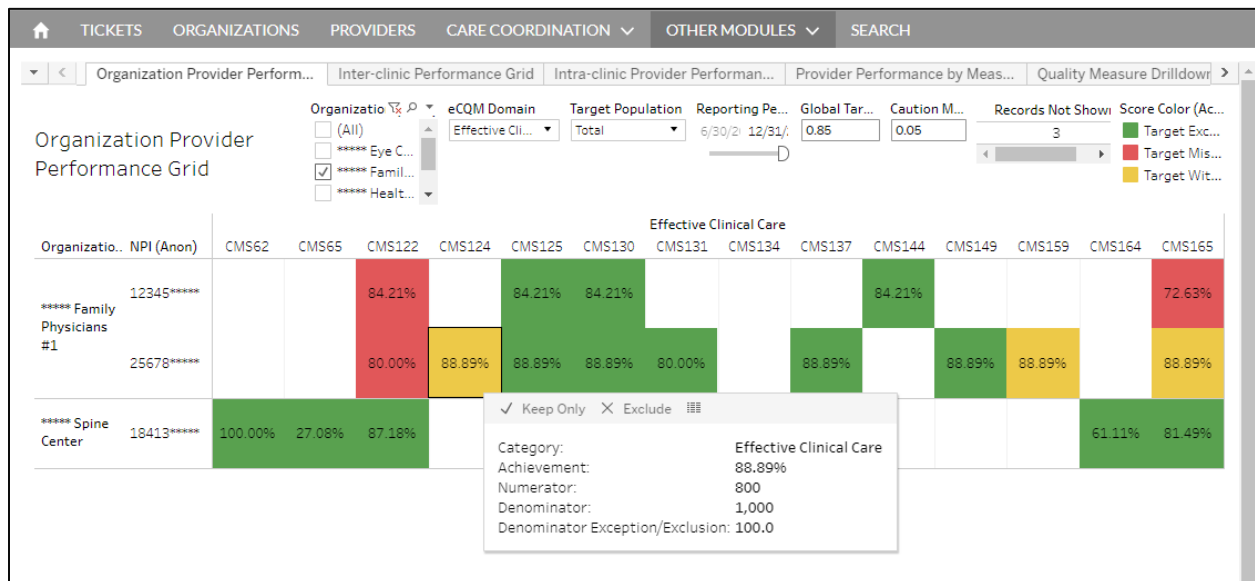 TICKETS ORGANIZATIONS PROVIDERS CARE COORDINATION OTHER MODULES SEARCH
Organization Provider Perform... Inter-clinic Performance Grid Intra-clinic Provider Performan... Provider Performance by Meas... Quality Measure Drilldown
Organization Provider
Performance Grid
Organizatio
(All)
***** Eye C...
***** Famil...
***** Healt...
eCQM Domain
Effective Cli...
Target Population
Total
Reporting Pe...
6/30/2 12/31/
Global Tar...
0.85
Caution M...
0.05
Records Not Shown
3
Score Color (Ac...
Target Exc...
Target Mis...
Target Wit...
Effective Clinical Care
Organizatio.. NPI (Anon) CMS62 CMS65 CMS122 CMS124 CMS125 CMS130 CMS131 CMS134 CMS137 CMS144 CMS149 CMS159 CMS164 CMS165
***** Family
Physicians
#1
12345***** 84.21% 84.21% 84.21% 84.21% 72.63%
25678***** 80.00% 88.89% 88.89% 88.89% 80.00% 88.89% 88.89% 88.89% 88.89%
***** Spine
Center
18413***** 100.00% 27.08% 87.18% 61.11% 81.49%
Keep Only Exclude
Category: Effective Clinical Care
Achievement: 88.89%
Numerator: 800
Denominator: 1,000
Denominator Exception/Exclusion: 100.0